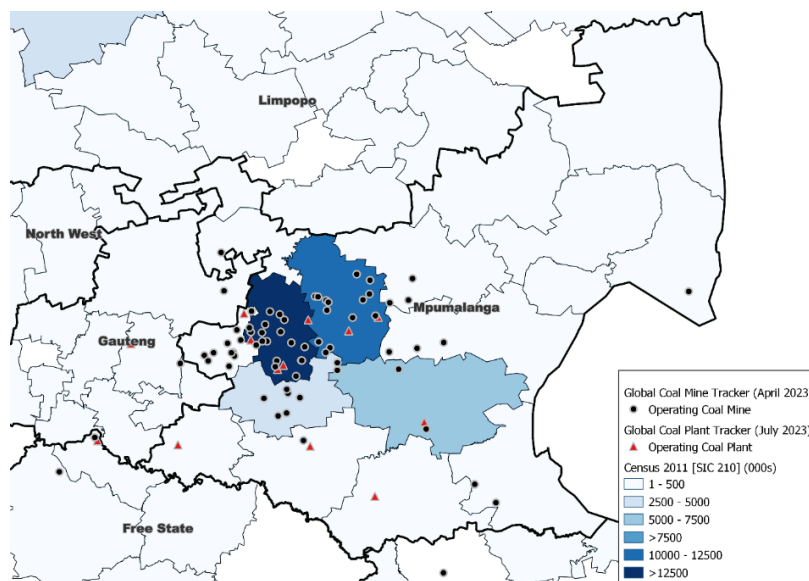 Limpopo
North West
Mpumalanga
Gauteng
Free State
Global Coal Mine Tracker (April 2023
Operating Coal Mine
Global Coal Plant Tracker (July 2023)
Operating Coal Plant
Census 2011 [SIC 210] (000s)
1 - 500
2500 - 5000
5000 - 7500
>7500
10000 - 12500
>12500